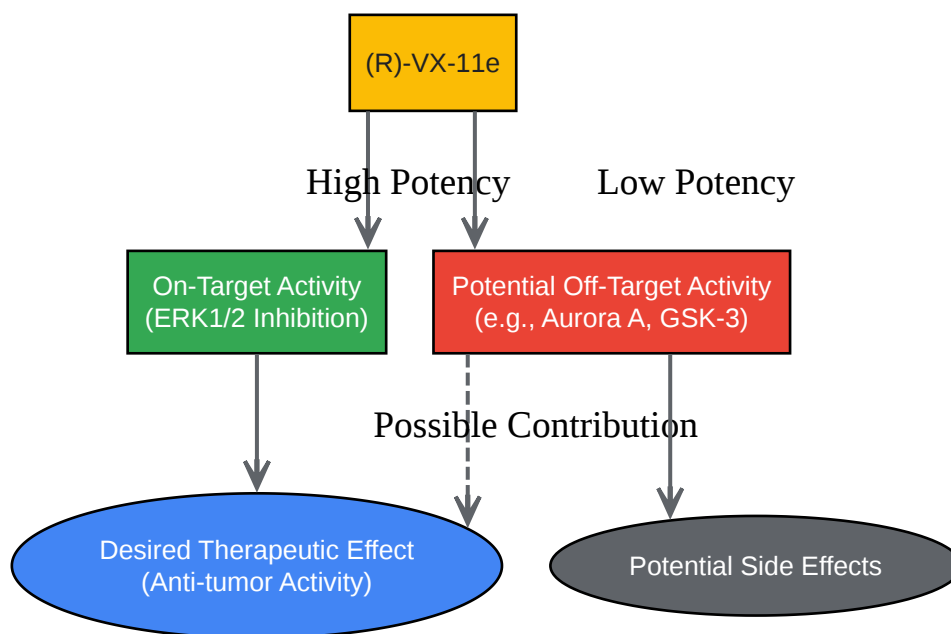 (R)-VX-11e
High Potency
Low Potency
On-Target Activity
(ERK1/2 Inhibition)
Potential Off-Target Activity
(e.g., Aurora A, GSK-3)
Possible Contribution
Desired Therapeutic Effect
(Anti-tumor Activity)
Potential Side Effects